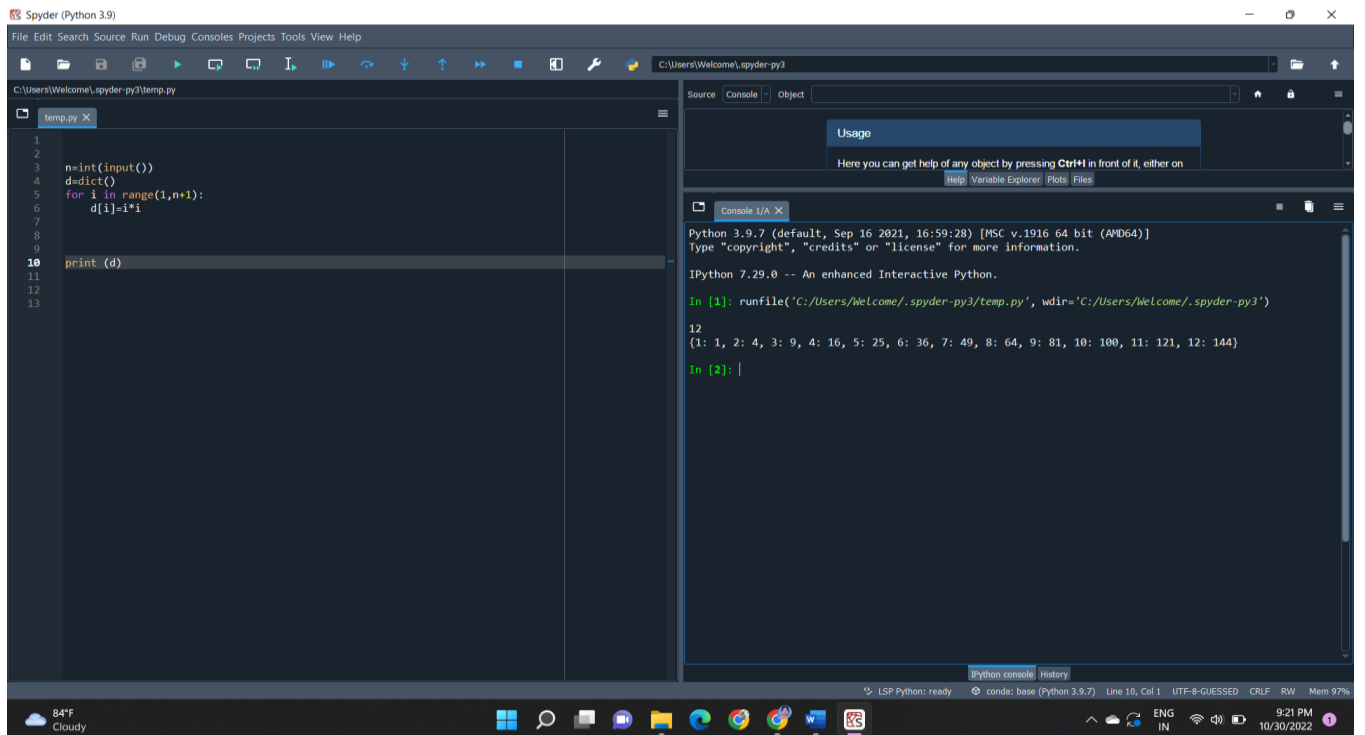 Spyder (Python 3.9)
File Edit Search Source Run Debug Consoles Projects Tools View Help
C:\Users\Welcome\.spyder-py3
C:\Users\Welcome\.spyder-py3\temp.py
temp.py
1
2
3 n=int(input())
4 d=dict()
5 for i in range(1,n+1):
6 d[i]=i*i
7
8
9
10 print (d)
11
12
13
Source Console Object
Usage
Here you can get help of any object by pressing Ctrl+I in front of it, either on
Help Variable Explorer Plots Files
Console 1/A
Python 3.9.7 (default, Sep 16 2021, 16:59:28) [MSC v.1916 64 bit (AMD64)]
Type "copyright", "credits" or "license" for more information.
IPython 7.29.0 -- An enhanced Interactive Python.
In [1]: runfile('C:/Users/Welcome/.spyder-py3/temp.py', wdir='C:/Users/Welcome/.spyder-py3')
12
{1: 1, 2: 4, 3: 9, 4: 16, 5: 25, 6: 36, 7: 49, 8: 64, 9: 81, 10: 100, 11: 121, 12: 144}
In [2]:
IPython console History
LSP Python: ready conda: base (Python 3.9.7) Line 10, Col 1 UTF-8-GUESSED CRLF RW Mem 97%
84°F
Cloudy
ENG
IN
9:21 PM
10/30/2022
1